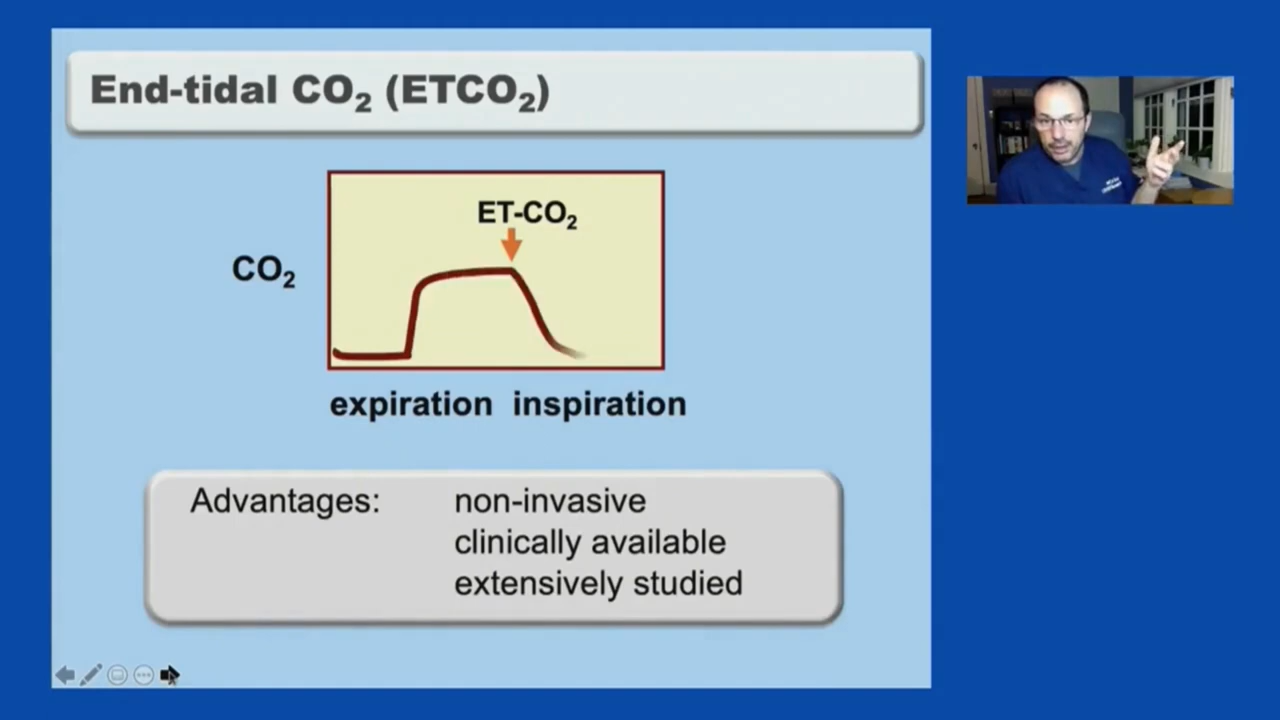 End-tidal CO₂ (ETCO₂)
ET-CO₂
CO₂
expiration inspiration
Advantages: non-invasive
clinically available
extensively studied